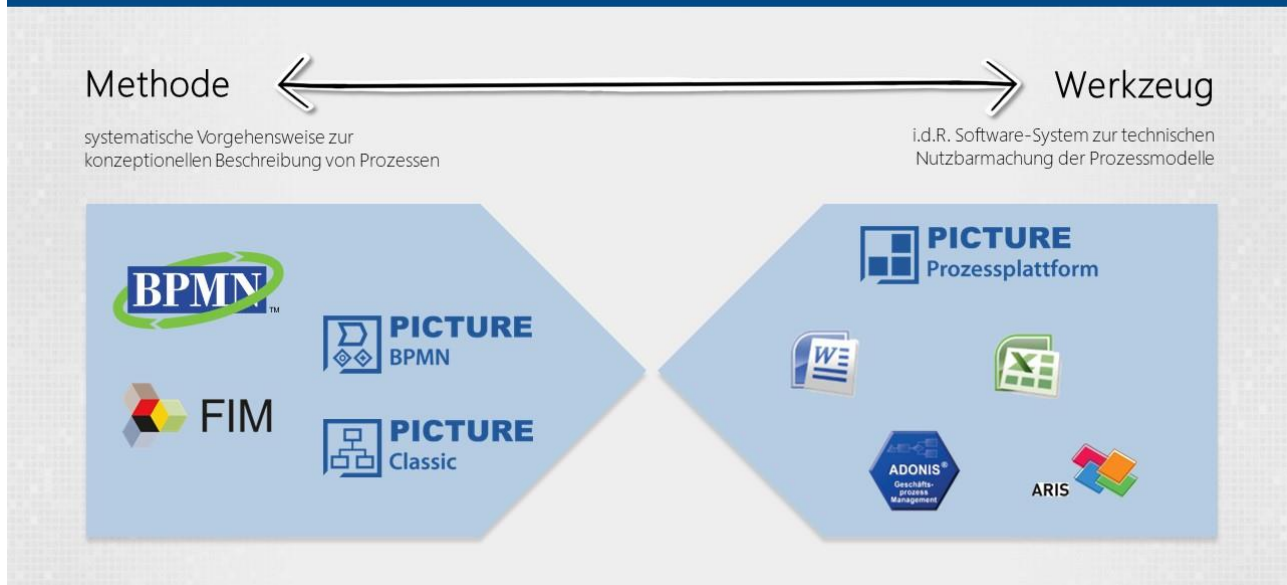 Methode
Werkzeug
systematische Vorgehensweise zur
konzeptionellen Beschreibung von Prozessen
i.d.R. Software-System zur technischen
Nutzbarmachung der Prozessmodelle
BPMN TM
PICTURE
BPMN
FIM
PICTURE
Classic
PICTURE
Prozessplattform
W
X
ADONIS®
Geschäfts-
prozess
Management
ARIS